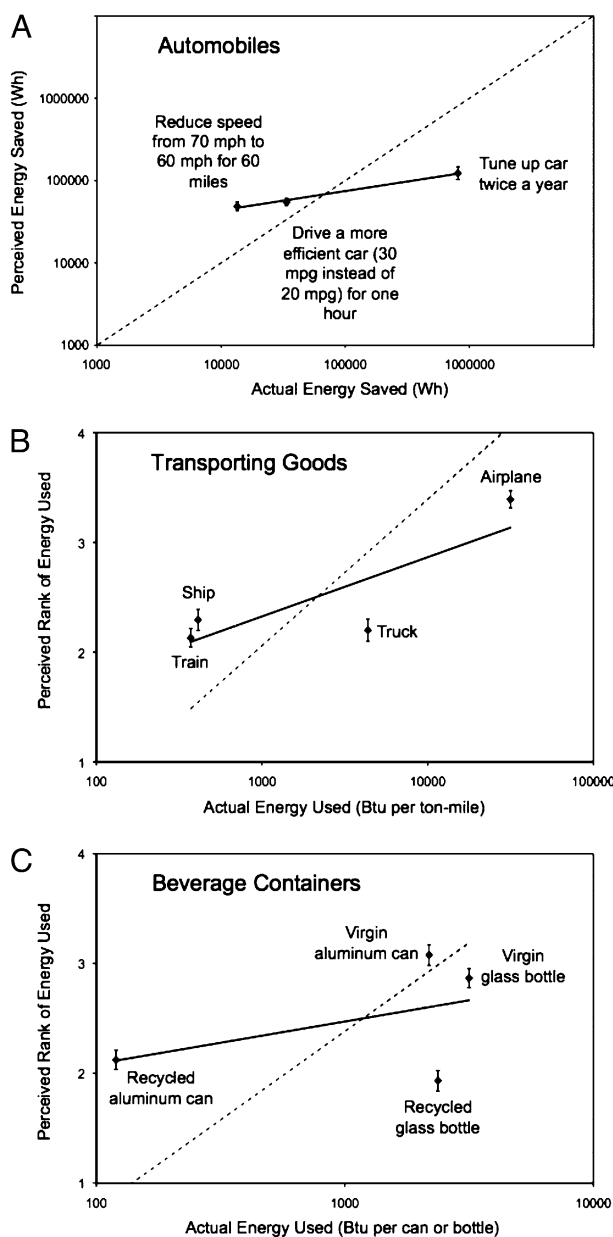 A
Automobiles
Perceived Energy Saved (Wh)
1000000
100000
10000
1000
Reduce speed
from 70 mph to
60 mph for 60
miles
Tune up car
twice a year
Drive a more
efficient car (30
mpg instead of
20 mpg) for one
hour
1000
10000
100000
1000000
Actual Energy Saved (Wh)
B
Transporting Goods
Perceived Rank of Energy Used
4
3
2
1
Airplane
Ship
Train
Truck
100
1000
10000
100000
Actual Energy Used (Btu per ton-mile)
C
Beverage Containers
Perceived Rank of Energy Used
4
3
2
1
Virgin
aluminum can
Virgin
glass bottle
Recycled
aluminum can
Recycled
glass bottle
100
1000
10000
Actual Energy Used (Btu per can or bottle)